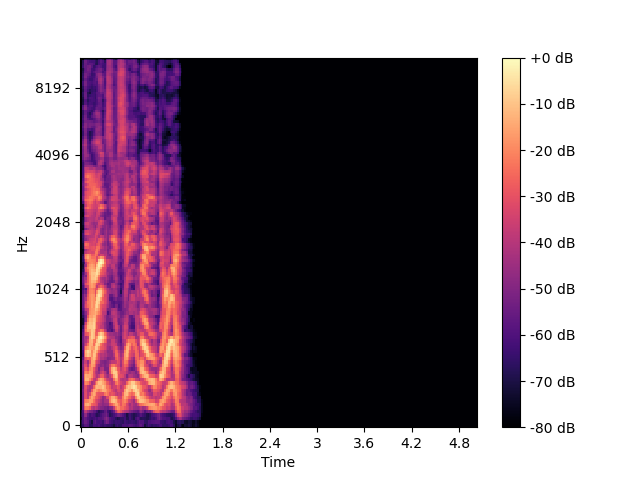 Hz
8192
4096
2048
1024
512
0
0 0.6 1.2 1.8 2.4 3 3.6 4.2 4.8
Time
+0 dB
-10 dB
-20 dB
-30 dB
-40 dB
-50 dB
-60 dB
-70 dB
-80 dB